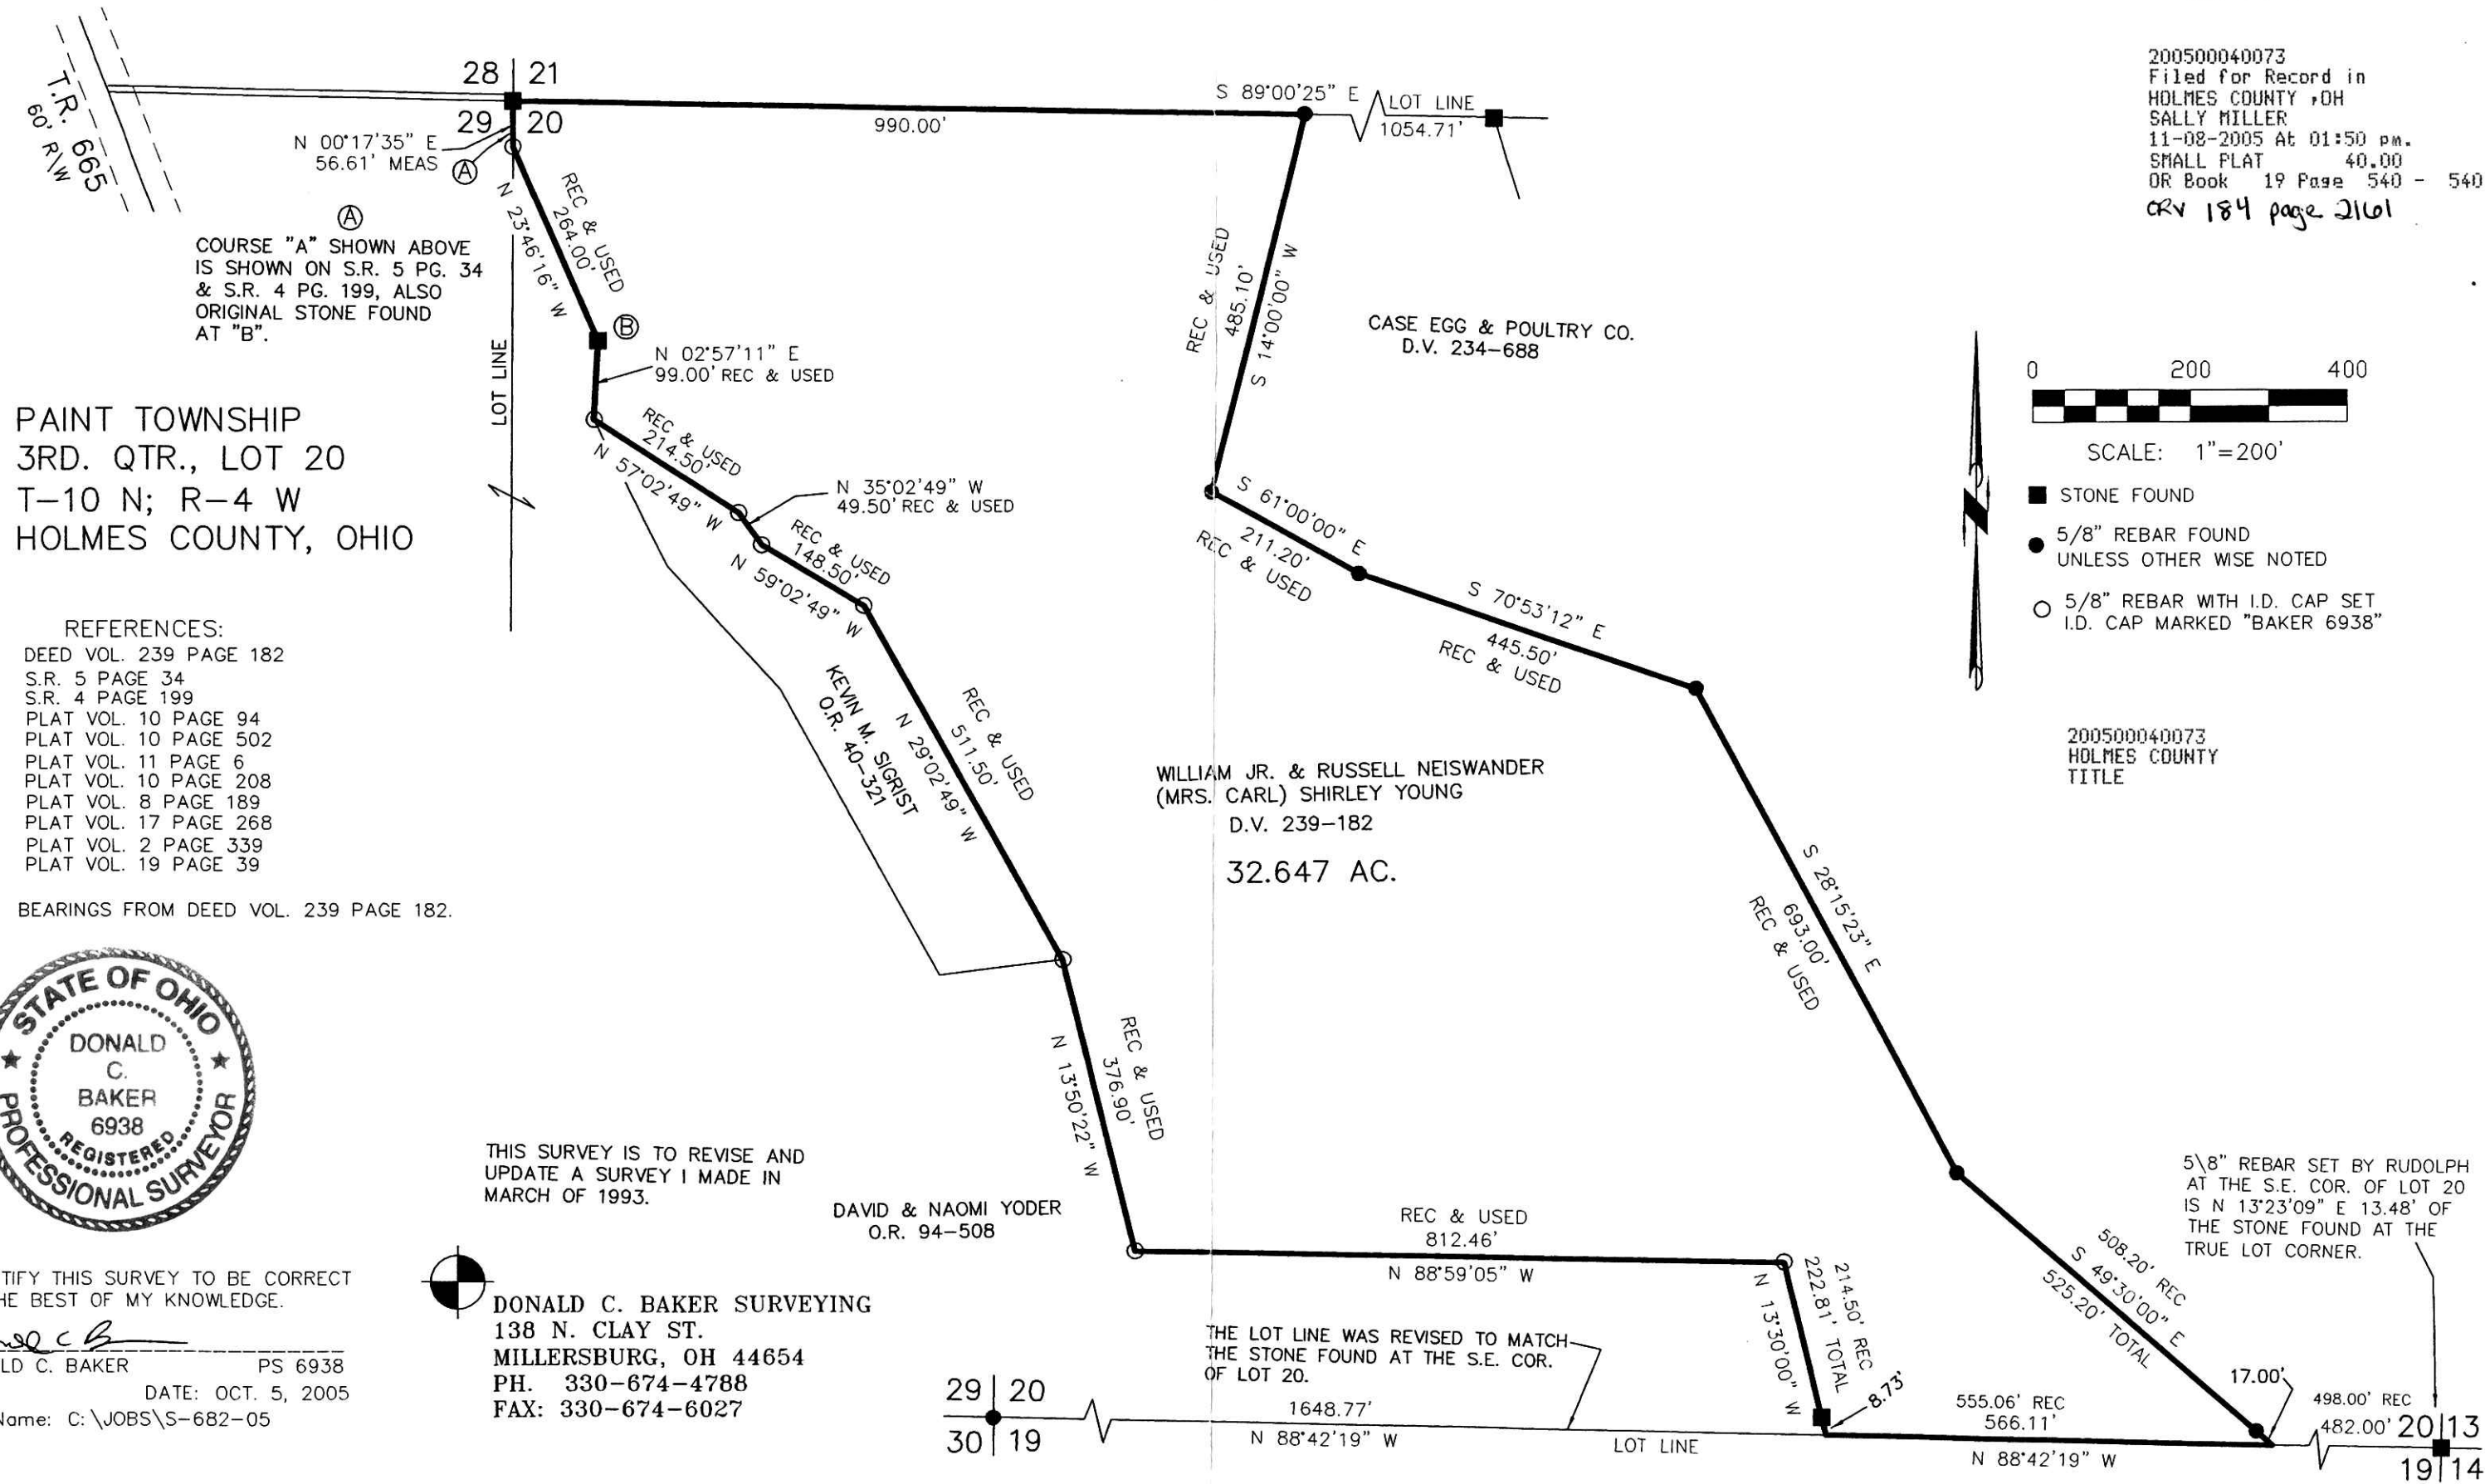 28 21
29 20
T.R. 665
60' R\W
N 00°17'35" E
56.61' MEAS
A
990.00'
S 89°00'25" E
LOT LINE
1054.71'
200500040073
Filed for Record in
HOLMES COUNTY ,OH
SALLY MILLER
11-08-2005 At 01:50 pm.
SMALL PLAT 40.00
OR Book 19 Page 540 - 540
ORV 184 page 2161
A
COURSE "A" SHOWN ABOVE
IS SHOWN ON S.R. 5 PG. 34
& S.R. 4 PG. 199, ALSO
ORIGINAL STONE FOUND
AT "B".
REC & USED
264.00'
N 23°46'16" W
B
N 02°57'11" E
99.00' REC & USED
LOT LINE
REC & USED
485.10'
S 14°00'00" W
CASE EGG & POULTRY CO.
D.V. 234-688
0 200 400
SCALE: 1"=200'
STONE FOUND
5/8" REBAR FOUND
UNLESS OTHER WISE NOTED
5/8" REBAR WITH I.D. CAP SET
I.D. CAP MARKED "BAKER 6938"
PAINT TOWNSHIP
3RD. QTR., LOT 20
T-10 N; R-4 W
HOLMES COUNTY, OHIO
REC & USED
214.50'
N 57°02'49" W
N 35°02'49" W
49.50' REC & USED
REC & USED
148.50'
N 59°02'49" W
S 61°00'00" E
211.20'
REC & USED
S 70°53'12" E
445.50'
REC & USED
REFERENCES:
DEED VOL. 239 PAGE 182
S.R. 5 PAGE 34
S.R. 4 PAGE 199
PLAT VOL. 10 PAGE 94
PLAT VOL. 10 PAGE 502
PLAT VOL. 11 PAGE 6
PLAT VOL. 10 PAGE 208
PLAT VOL. 8 PAGE 189
PLAT VOL. 17 PAGE 268
PLAT VOL. 2 PAGE 339
PLAT VOL. 19 PAGE 39
BEARINGS FROM DEED VOL. 239 PAGE 182.
KEVIN M. SIGRIST
O.R. 40-321
REC & USED
511.50'
N 29°02'49" W
WILLIAM JR. & RUSSELL NEISWANDER
(MRS. CARL) SHIRLEY YOUNG
D.V. 239-182
32.647 AC.
200500040073
HOLMES COUNTY
TITLE
S 28°15'23" E
693.00'
REC & USED
STATE OF OHIO
DONALD
C.
BAKER
6938
REGISTERED
PROFESSIONAL SURVEYOR
REC & USED
376.90'
N 13°50'22" W
THIS SURVEY IS TO REVISE AND
UPDATE A SURVEY I MADE IN
MARCH OF 1993.
DAVID & NAOMI YODER
O.R. 94-508
REC & USED
812.46'
N 88°59'05" W
5\8" REBAR SET BY RUDOLPH
AT THE S.E. COR. OF LOT 20
IS N 13°23'09" E 13.48' OF
THE STONE FOUND AT THE
TRUE LOT CORNER.
214.50' REC
222.81' TOTAL
N 13°30'00" W
508.20' REC
S 49°30'00" E
525.20' TOTAL
TIFY THIS SURVEY TO BE CORRECT
HE BEST OF MY KNOWLEDGE.
LD C. BAKER PS 6938
DATE: OCT. 5, 2005
Name: C:\JOBS\S-682-05
DONALD C. BAKER SURVEYING
138 N. CLAY ST.
MILLERSBURG, OH 44654
PH. 330-674-4788
FAX: 330-674-6027
THE LOT LINE WAS REVISED TO MATCH
THE STONE FOUND AT THE S.E. COR.
OF LOT 20.
29 20
30 19
1648.77'
N 88°42'19" W
LOT LINE
8.73'
555.06' REC
566.11'
N 88°42'19" W
17.00'
498.00' REC
482.00'
20 13
19 14